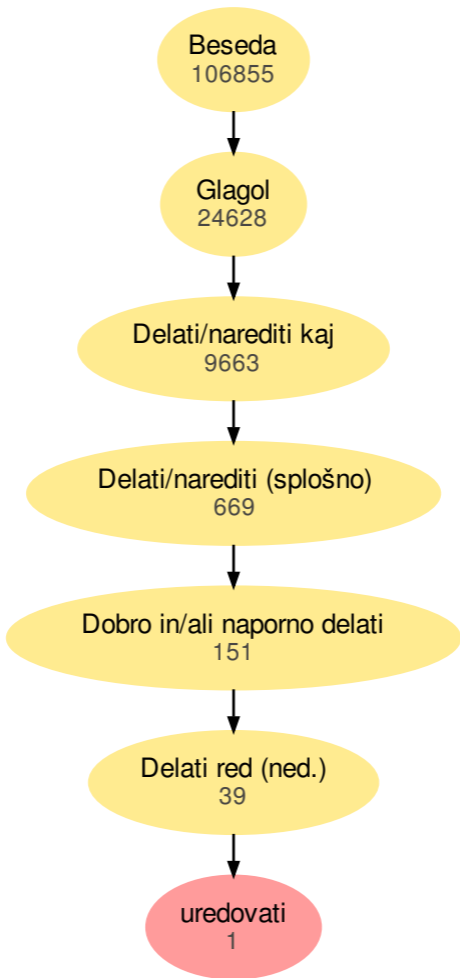 Beseda
106855
Glagol
24628
Delati/narediti kaj
9663
Delati/narediti (splošno)
669
Dobro in/ali naporno delati
151
Delati red (ned.)
39
uredovati
1